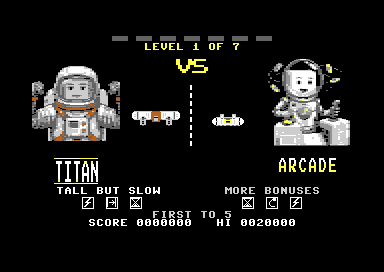 LEVEL 1 OF 7
VS
TITAN
ARCADE
TALL BUT SLOW
MORE BONUSES
FIRST TO 5
SCORE 0000000 HI 0020000